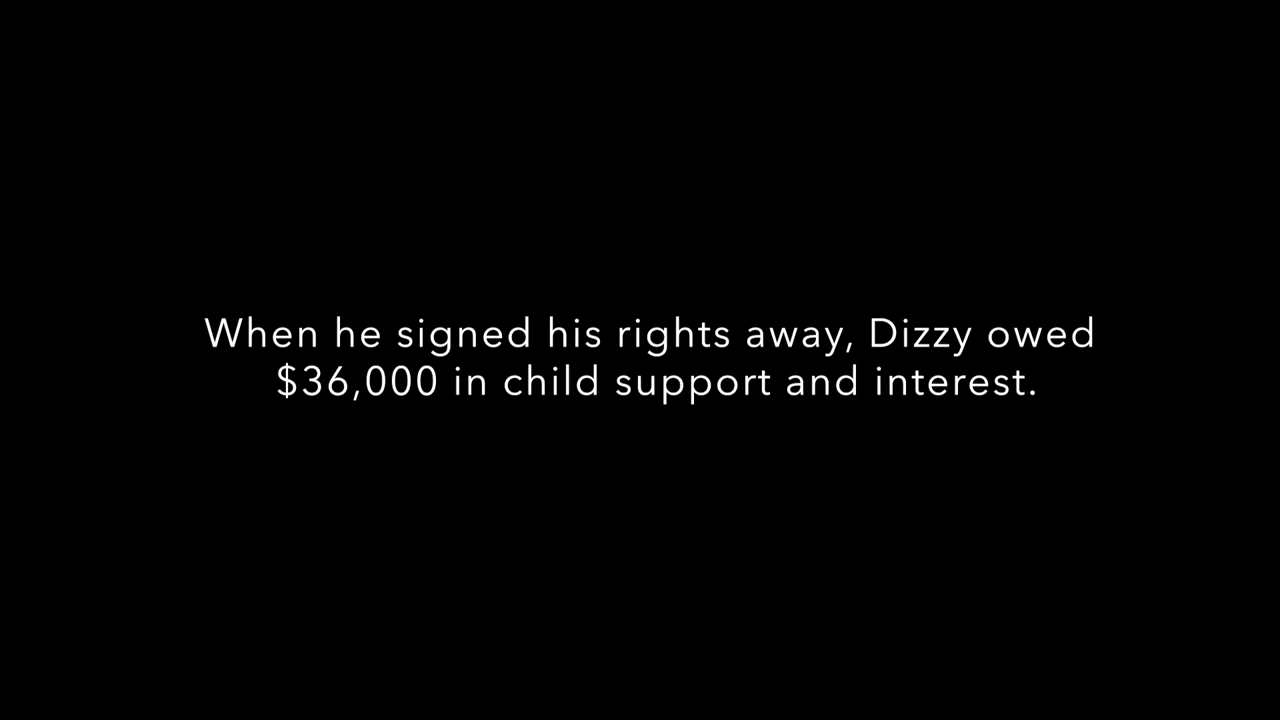 When he signed his rights away, Dizzy owed
$36,000 in child support and interest.